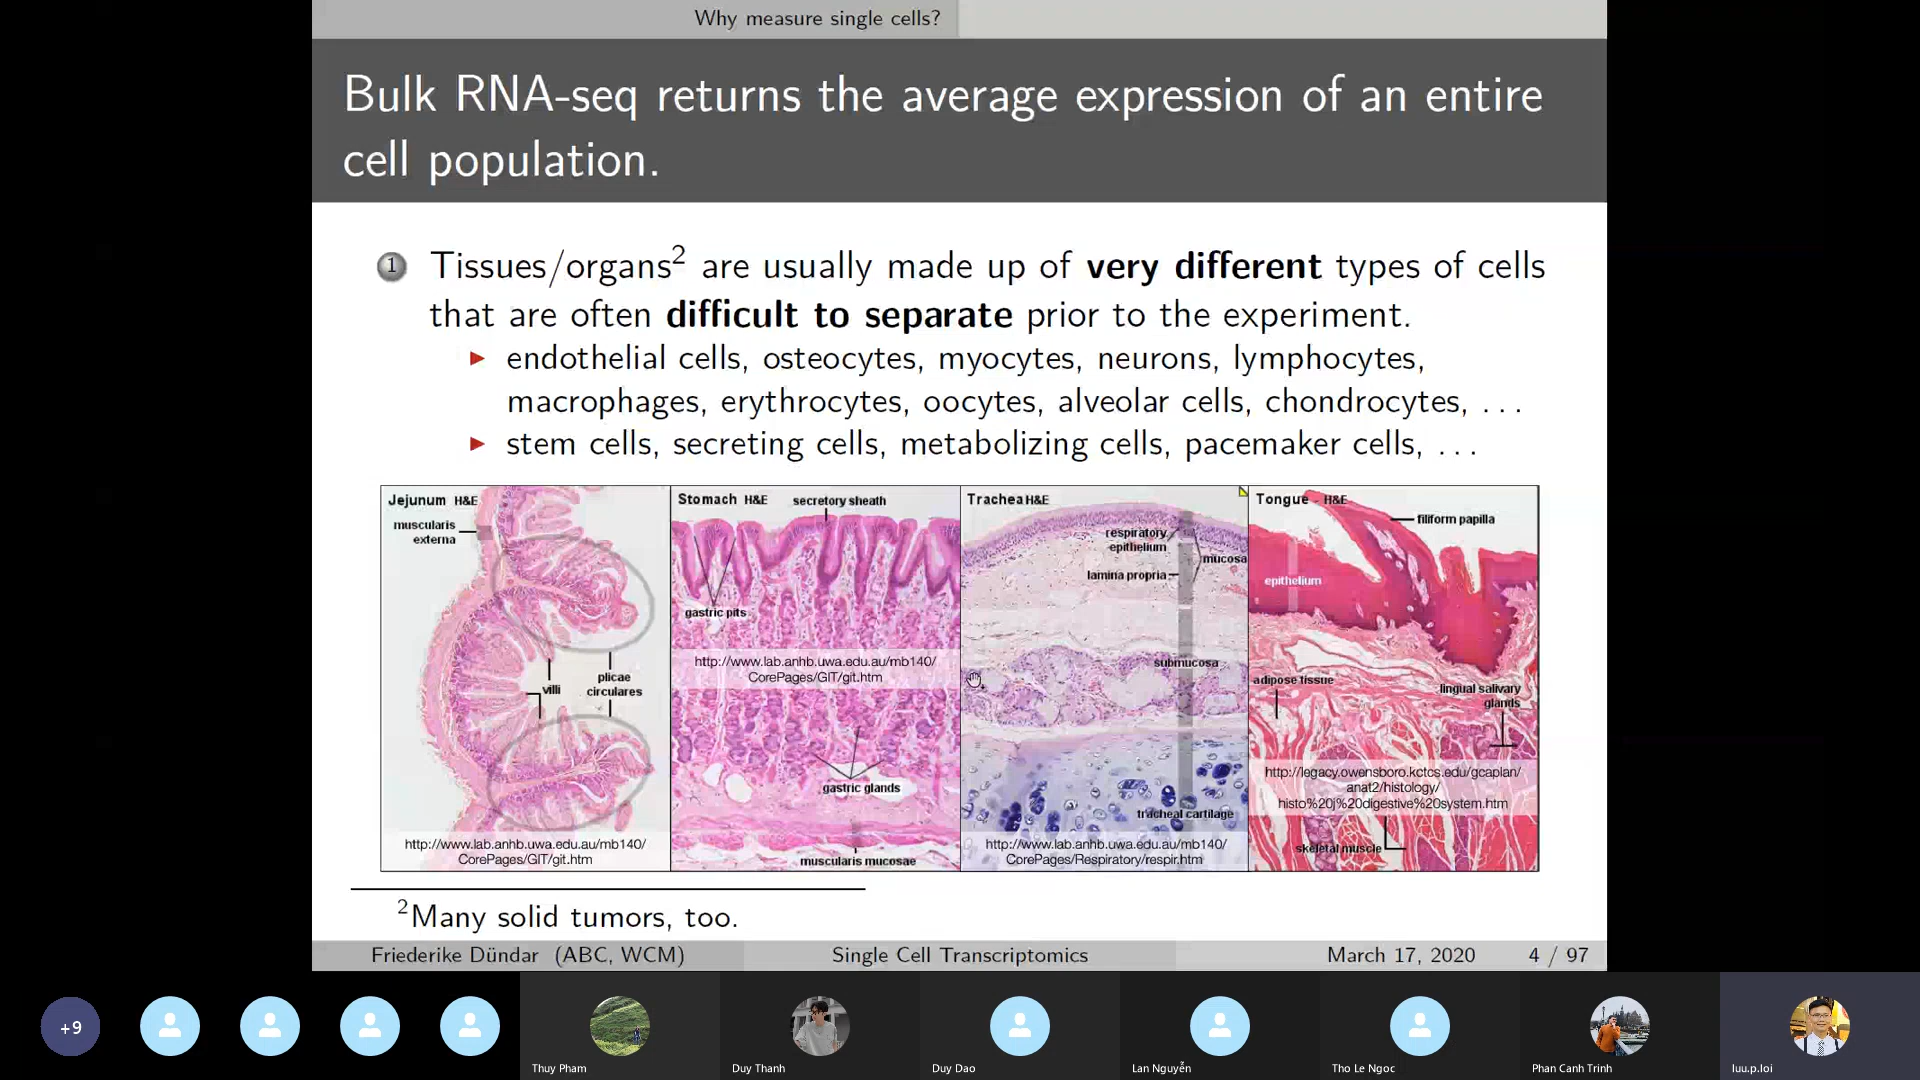 Why measure single cells?
Bulk RNA-seq returns the average expression of an entire
cell population.
1 Tissues/organs2 are usually made up of very different types of cells
that are often difficult to separate prior to the experiment.
endothelial cells, osteocytes, myocytes, neurons, lymphocytes,
macrophages, erythrocytes, oocytes, alveolar cells, chondrocytes, . . .
stem cells, secreting cells, metabolizing cells, pacemaker cells, . . .
Jejunum H&E
muscularis
externa
villi
plicae
circulares
http://www.lab.anhb.uwa.edu.au/mb140/
CorePages/GIT/git.htm
Stomach H&E
secretory sheath
gastric pits
http://www.lab.anhb.uwa.edu.au/mb140/
CorePages/GIT/git.htm
gastric glands
muscularis mucosae
Trachea H&E
respiratory
epithelium
mucosa
lamina propria
submucosa
tracheal cartilage
http://www.lab.anhb.uwa.edu.au/mb140/
CorePages/Respiratory/respir.htm
Tongue - H&E
filiform papilla
epithelium
adipose tissue
lingual salivary
glands
http://legacy.owensboro.kctcs.edu/gcaplan/
anat2/histology/
histo%20j%20digestive%20system.htm
skeletal muscle
2Many solid tumors, too.
Friederike Dündar (ABC, WCM)
Single Cell Transcriptomics
March 17, 2020
4 / 97
+9
Thuy Pham
Duy Thanh
Duy Dao
Lan Nguyễn
Tho Le Ngoc
Phan Canh Trinh
luu.p.loi